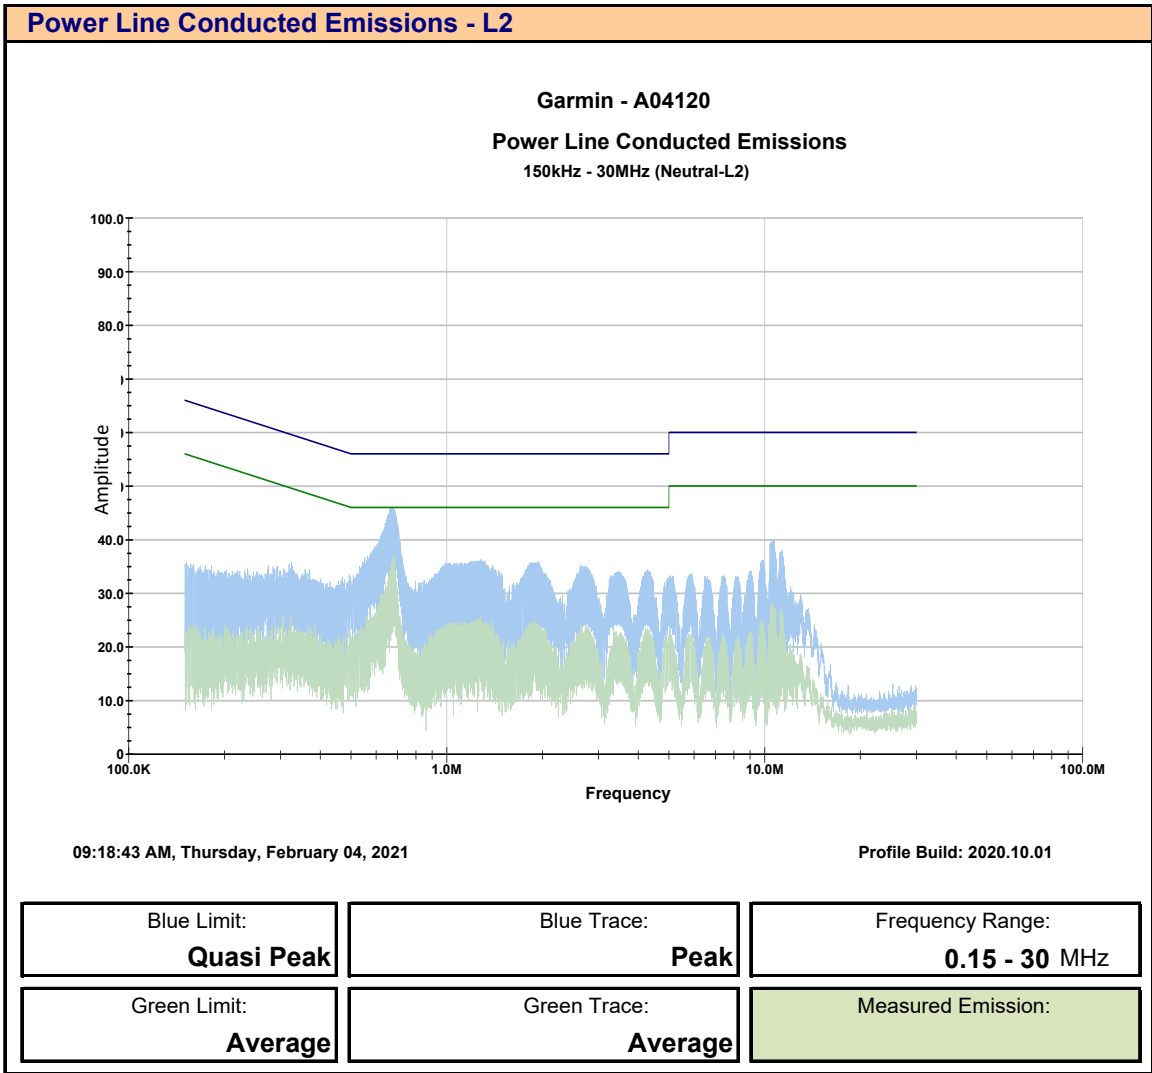 Power Line Conducted Emissions - L2
Garmin - A04120
Power Line Conducted Emissions
150kHz - 30MHz (Neutral-L2)
100.0
90.0
80.0
40.0
30.0
20.0
10.0
0
Amplitude
100.0K 1.0M 10.0M 100.0M
Frequency
09:18:43 AM, Thursday, February 04, 2021 Profile Build: 2020.10.01
Blue Limit: Blue Trace: Frequency Range:
Quasi Peak Peak 0.15 - 30 MHz
Green Limit: Green Trace: Measured Emission:
Average Average